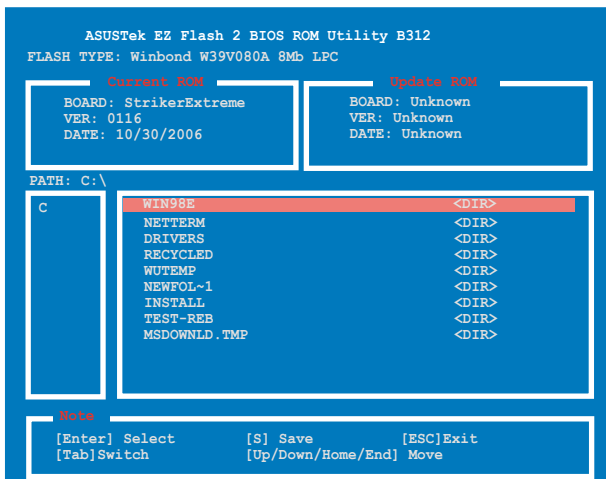 ASUSTek EZ Flash 2 BIOS ROM Utility B312
FLASH TYPE: Winbond W39V080A 8Mb LPC
Current ROM
BOARD: StrikerExtreme
VER: 0116
DATE: 10/30/2006
Update ROM
BOARD: Unknown
VER: Unknown
DATE: Unknown
PATH: C:\
C
WIN98E <DIR>
NETTERM <DIR>
DRIVERS <DIR>
RECYCLED <DIR>
WUTEMP <DIR>
NEWFOL~1 <DIR>
INSTALL <DIR>
TEST-REB <DIR>
MSDOWNLD.TMP <DIR>
Note
[Enter] Select [S] Save [ESC]Exit
[Tab]Switch [Up/Down/Home/End] Move